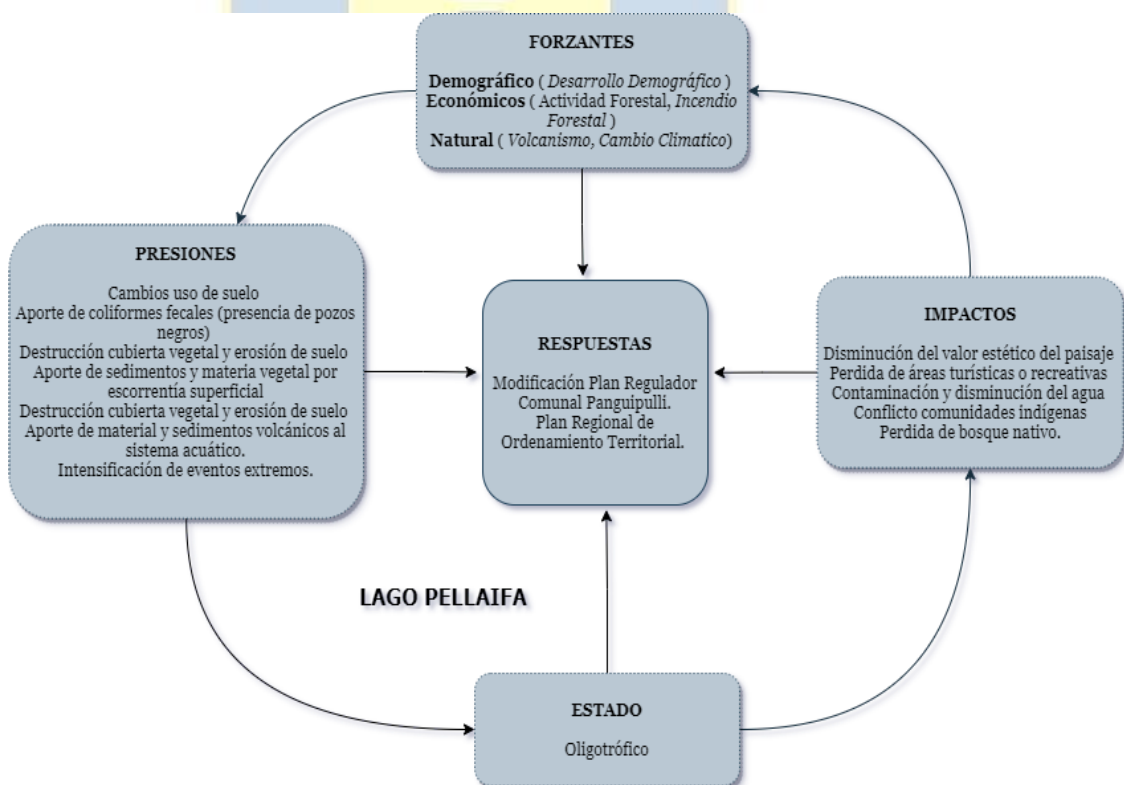 FORZANTES
Demográfico ( Desarrollo Demográfico )
Económicos ( Actividad Forestal, Incendio
Forestal )
Natural ( Volcanismo, Cambio Climatico)
PRESIONES
Cambios uso de suelo
Aporte de coliformes fecales (presencia de pozos
negros)
Destrucción cubierta vegetal y erosión de suelo
Aporte de sedimentos y materia vegetal por
escorrentía superficial
Destrucción cubierta vegetal y erosión de suelo
Aporte de material y sedimentos volcánicos al
sistema acuático.
Intensificación de eventos extremos.
RESPUESTAS
Modificación Plan Regulador
Comunal Panguipulli.
Plan Regional de
Ordenamiento Territorial.
IMPACTOS
Disminución del valor estético del paisaje
Perdida de áreas turísticas o recreativas
Contaminación y disminución del agua
Conflicto comunidades indígenas
Perdida de bosque nativo.
LAGO PELLAIFA
ESTADO
Oligotrófico